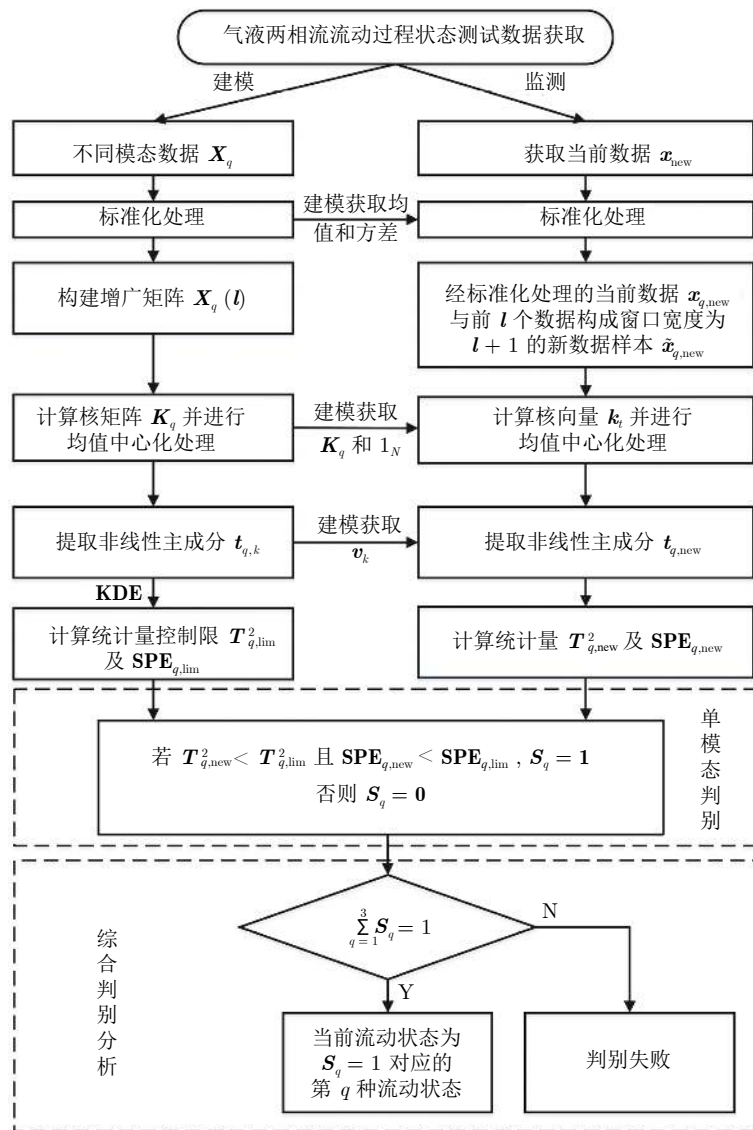 气液两相流流动过程状态测试数据获取
建模
监测
不同模态数据 X_q
获取当前数据 x_new
标准化处理
建模获取均
值和方差
标准化处理
构建增广矩阵 X_q (l)
经标准化处理的当前数据 x_q,new
与前 l 个数据构成窗口宽度为
l + 1 的新数据样本 x̃_q,new
计算核矩阵 K_q 并进行
均值中心化处理
建模获取
K_q 和 1_N
计算核向量 k_t 并进行
均值中心化处理
提取非线性主成分 t_q,k
建模获取
v_k
提取非线性主成分 t_q,new
KDE
计算统计量控制限 T²_q,lim
及 SPE_q,lim
计算统计量 T²_q,new 及 SPE_q,new
若 T²_q,new < T²_q,lim 且 SPE_q,new < SPE_q,lim , S_q = 1
否则 S_q = 0
单模态判别
综合判别分析
3
Σ S_q = 1
q = 1
N
Y
当前流动状态为
S_q = 1 对应的
第 q 种流动状态
判别失败